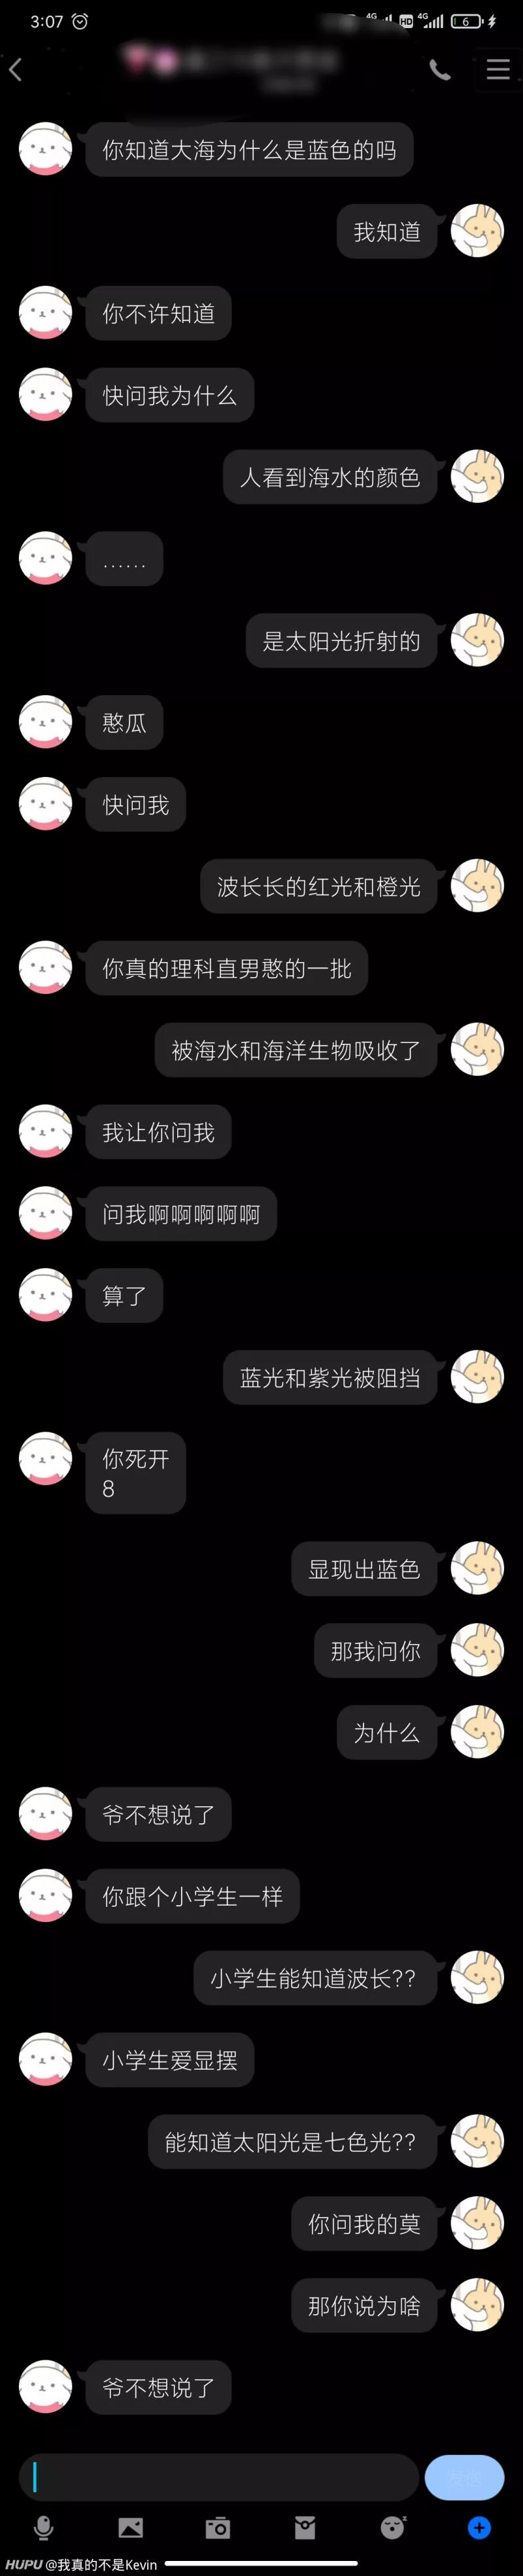 3:07
4G HD 4G 6
你知道大海为什么是蓝色的吗
我知道
你不许知道
快问我为什么
人看到海水的颜色
......
是太阳光折射的
憨瓜
快问我
波长长的红光和橙光
你真的理科直男憨的一批
被海水和海洋生物吸收了
我让你问我
问我啊啊啊啊啊
算了
蓝光和紫光被阻挡
你死开
8
显现出蓝色
那我问你
为什么
爷不想说了
你跟个小学生一样
小学生能知道波长??
小学生爱显摆
能知道太阳光是七色光??
你问我的莫
那你说为啥
爷不想说了
发送
HUPU @我真的不是Kevin